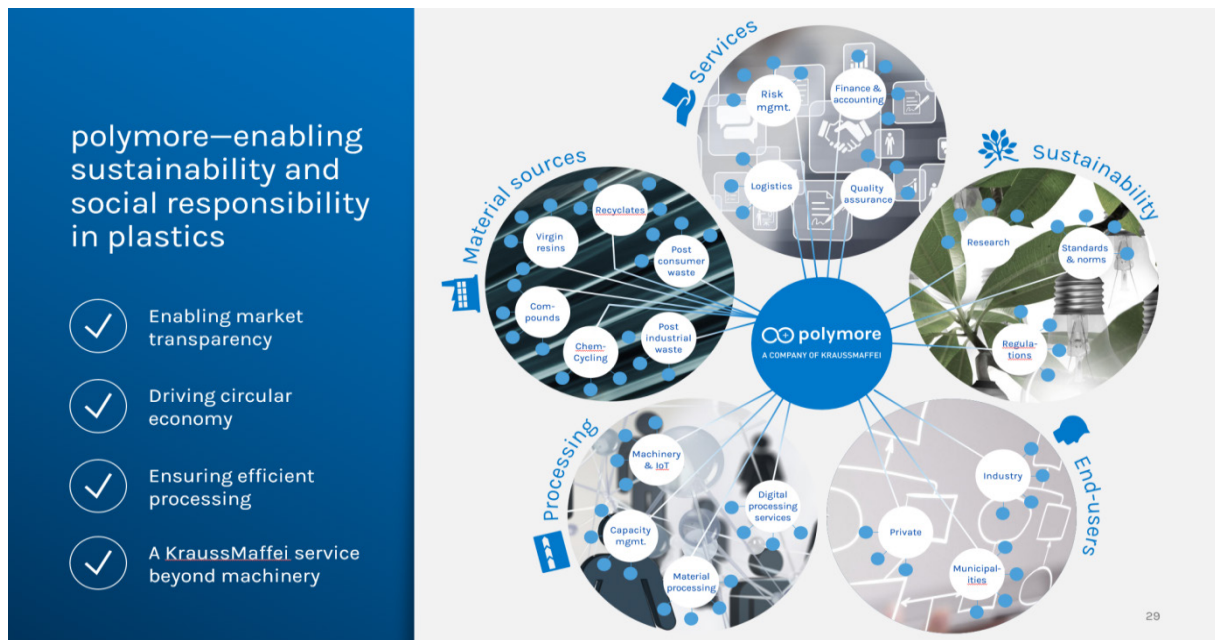 polymore—enabling
sustainability and
social responsibility
in plastics
Enabling market
transparency
Driving circular
economy
Ensuring efficient
processing
A KraussMaffei service
beyond machinery
Services
Risk
mgmt.
Finance &
accounting
Logistics
Quality
assurance
Material sources
Recyclates
Virgin
resins
Post
consumer
waste
Com-
pounds
Chem-
Cycling
Post
industrial
waste
Sustainability
Research
Standards
& norms
Regula-
tions
polymore
A COMPANY OF KRAUSSMAFFEI
Processing
Machinery
& IoT
Digital
processing
services
Capacity
mgmt.
Material
processing
End-users
Industry
Private
Municipal-
ities
29